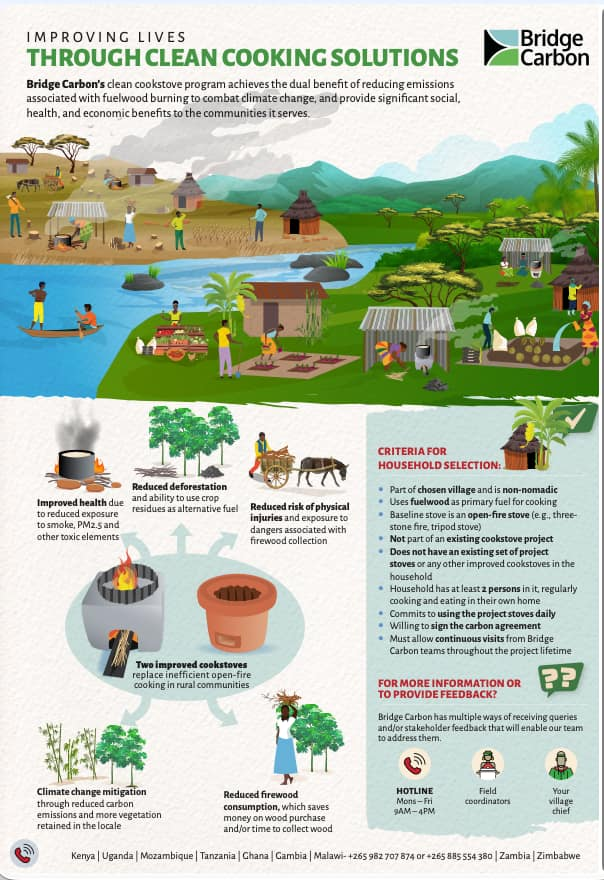 IMPROVING LIVES
THROUGH CLEAN COOKING SOLUTIONS
Bridge
Carbon
Bridge Carbon's clean cookstove program achieves the dual benefit of reducing emissions
associated with fuelwood burning to combat climate change, and provide significant social,
health, and economic benefits to the communities it serves.
Improved health due
to reduced exposure
to smoke, PM2.5 and
other toxic elements
Reduced deforestation
and ability to use crop
residues as alternative fuel
Reduced risk of physical
injuries and exposure to
dangers associated with
firewood collection
Two improved cookstoves
replace inefficient open-fire
cooking in rural communities
Climate change mitigation
through reduced carbon
emissions and more vegetation
retained in the locale
Reduced firewood
consumption, which saves
money on wood purchase
and/or time to collect wood
CRITERIA FOR
HOUSEHOLD SELECTION:
• Part of chosen village and is non-nomadic
• Uses fuelwood as primary fuel for cooking
• Baseline stove is an open-fire stove (e.g., three-
stone fire, tripod stove)
• Not part of an existing cookstove project
• Does not have an existing set of project
stoves or any other improved cookstoves in the
household
• Household has at least 2 persons in it, regularly
cooking and eating in their own home
• Commits to using the project stoves daily
• Willing to sign the carbon agreement
• Must allow continuous visits from Bridge
Carbon teams throughout the project lifetime
FOR MORE INFORMATION OR
TO PROVIDE FEEDBACK?
??
Bridge Carbon has multiple ways of receiving queries
and/or stakeholder feedback that will enable our team
to address them.
HOTLINE
Mons – Fri
9AM – 4PM
Field
coordinators
Your
village
chief
Kenya | Uganda | Mozambique | Tanzania | Ghana | Gambia | Malawi- +265 982 707 874 or +265 885 554 380 | Zambia | Zimbabwe